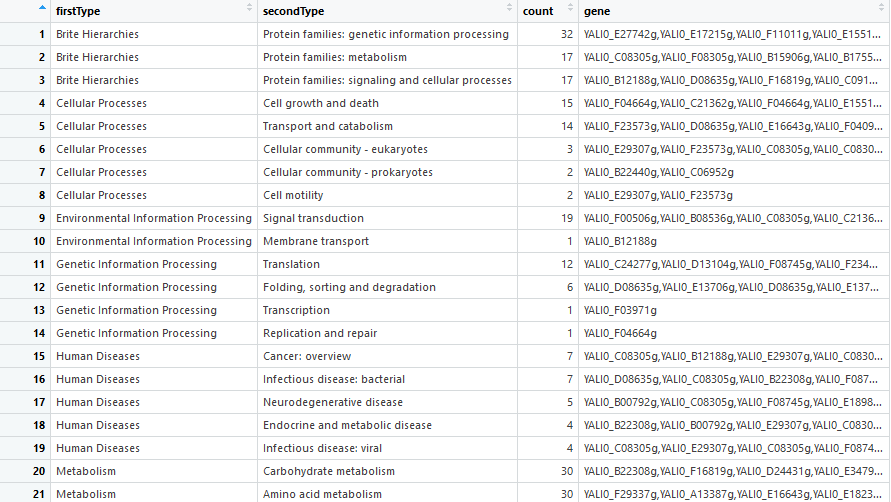 firstType secondType count gene
1 Brite Hierarchies Protein families: genetic information processing 32 YALI0_E27742g,YALI0_E17215g,YALI0_F11011g,YALI0_E1551...
2 Brite Hierarchies Protein families: metabolism 17 YALI0_C08305g,YALI0_F08305g,YALI0_B15906g,YALI0_B1755...
3 Brite Hierarchies Protein families: signaling and cellular processes 17 YALI0_B12188g,YALI0_D08635g,YALI0_F16819g,YALI0_C091...
4 Cellular Processes Cell growth and death 15 YALI0_F04664g,YALI0_C21362g,YALI0_F04664g,YALI0_E1551...
5 Cellular Processes Transport and catabolism 14 YALI0_F23573g,YALI0_D08635g,YALI0_E16643g,YALI0_F0409...
6 Cellular Processes Cellular community - eukaryotes 3 YALI0_E29307g,YALI0_F23573g,YALI0_C08305g,YALI0_C0830...
7 Cellular Processes Cellular community - prokaryotes 2 YALI0_B22440g,YALI0_C06952g
8 Cellular Processes Cell motility 2 YALI0_E29307g,YALI0_F23573g
9 Environmental Information Processing Signal transduction 19 YALI0_F00506g,YALI0_B08536g,YALI0_C08305g,YALI0_C2136...
10 Environmental Information Processing Membrane transport 1 YALI0_B12188g
11 Genetic Information Processing Translation 12 YALI0_C24277g,YALI0_D13104g,YALI0_F08745g,YALI0_F234...
12 Genetic Information Processing Folding, sorting and degradation 6 YALI0_D08635g,YALI0_E13706g,YALI0_D08635g,YALI0_E137...
13 Genetic Information Processing Transcription 1 YALI0_F03971g
14 Genetic Information Processing Replication and repair 1 YALI0_F04664g
15 Human Diseases Cancer: overview 7 YALI0_C08305g,YALI0_B12188g,YALI0_E29307g,YALI0_C0830...
16 Human Diseases Infectious disease: bacterial 7 YALI0_D08635g,YALI0_C08305g,YALI0_B22308g,YALI0_F087...
17 Human Diseases Neurodegenerative disease 5 YALI0_B00792g,YALI0_C08305g,YALI0_F08745g,YALI0_E1898...
18 Human Diseases Endocrine and metabolic disease 4 YALI0_B22308g,YALI0_B00792g,YALI0_E29307g,YALI0_C0830...
19 Human Diseases Infectious disease: viral 4 YALI0_C08305g,YALI0_E29307g,YALI0_C08305g,YALI0_F0874...
20 Metabolism Carbohydrate metabolism 30 YALI0_B22308g,YALI0_F16819g,YALI0_D24431g,YALI0_E3479...
21 Metabolism Amino acid metabolism 30 YALI0_F29337g,YALI0_A13387g,YALI0_E16643g,YALI0_E1823...